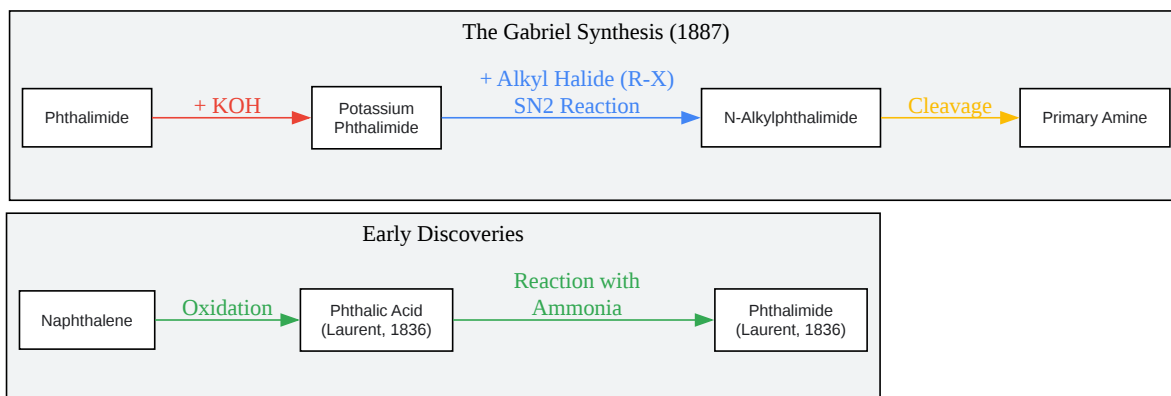 The Gabriel Synthesis (1887)
Phthalimide
+ KOH
Potassium
Phthalimide
+ Alkyl Halide (R-X)
SN2 Reaction
N-Alkylphthalimide
Cleavage
Primary Amine
Early Discoveries
Naphthalene
Oxidation
Phthalic Acid
(Laurent, 1836)
Reaction with
Ammonia
Phthalimide
(Laurent, 1836)